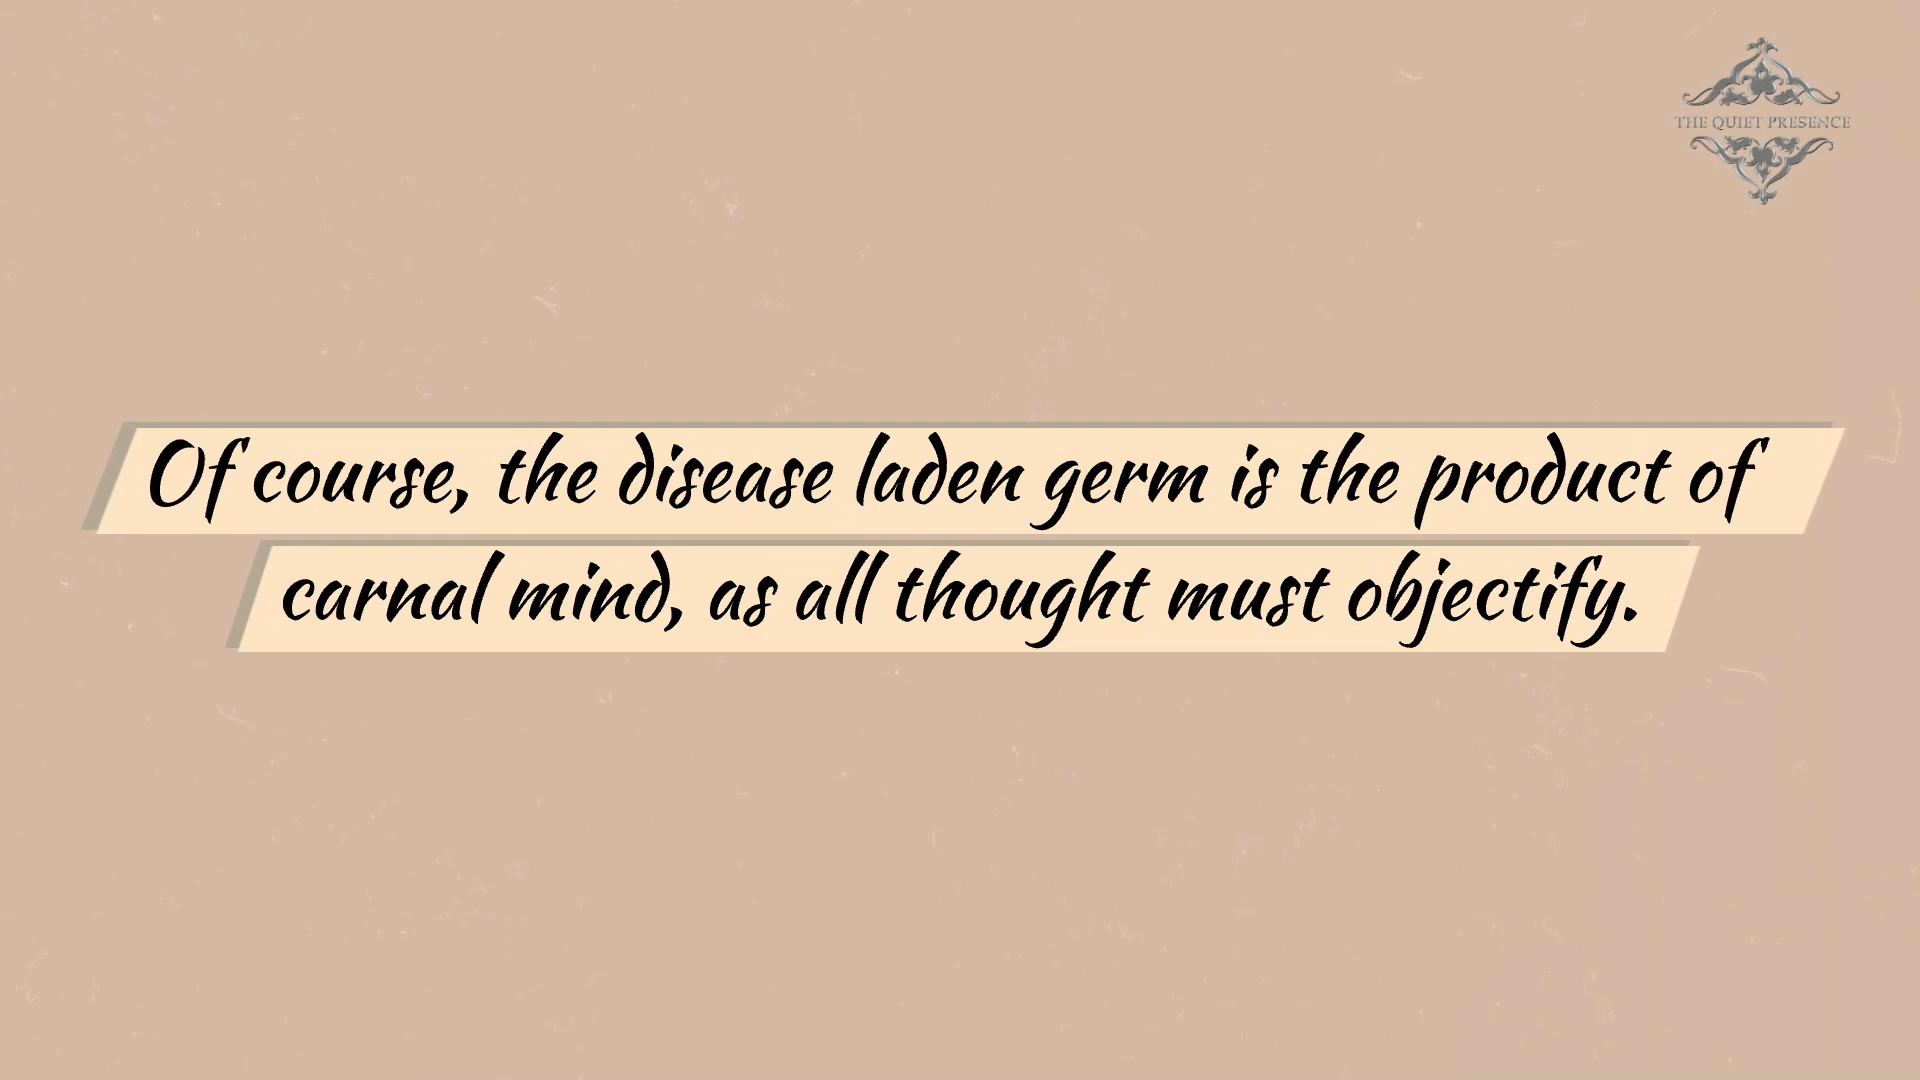 THE QUIET PRESENCE
Of course, the disease laden germ is the product of
carnal mind, as all thought must objectify.